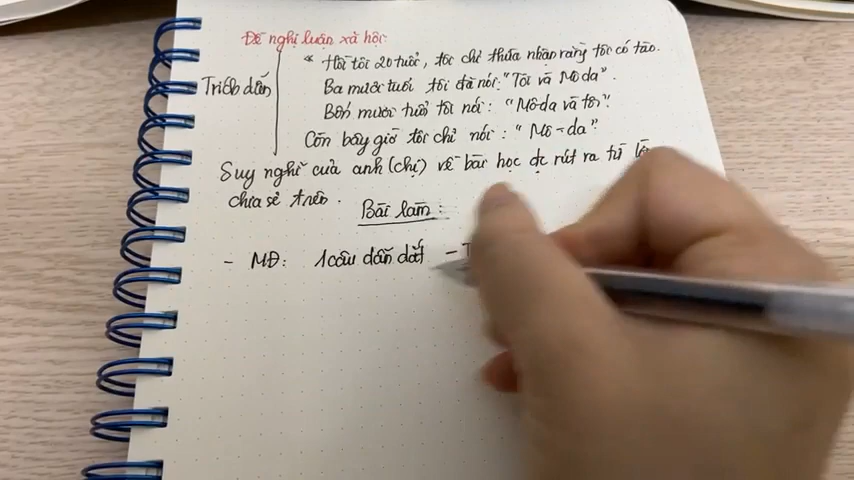 Đề nghị luận xã hội:
" Hồi tôi 20 tuổi, tôi chỉ thừa nhận rằng tôi có tào.
Triển dẫn
Ba mươi tuổi tôi đã nói: "Tôi và Mô da".
Bốn mươi tuổi tôi nói: "Mô-da và tôi".
Còn bây giờ tôi chỉ nói: "Mô-da".
Suy nghĩ của anh (chị) về bài học đc rút ra từ
chia sẻ trên.
Bài làm:
- MĐ: 1 câu dẫn dắt - T